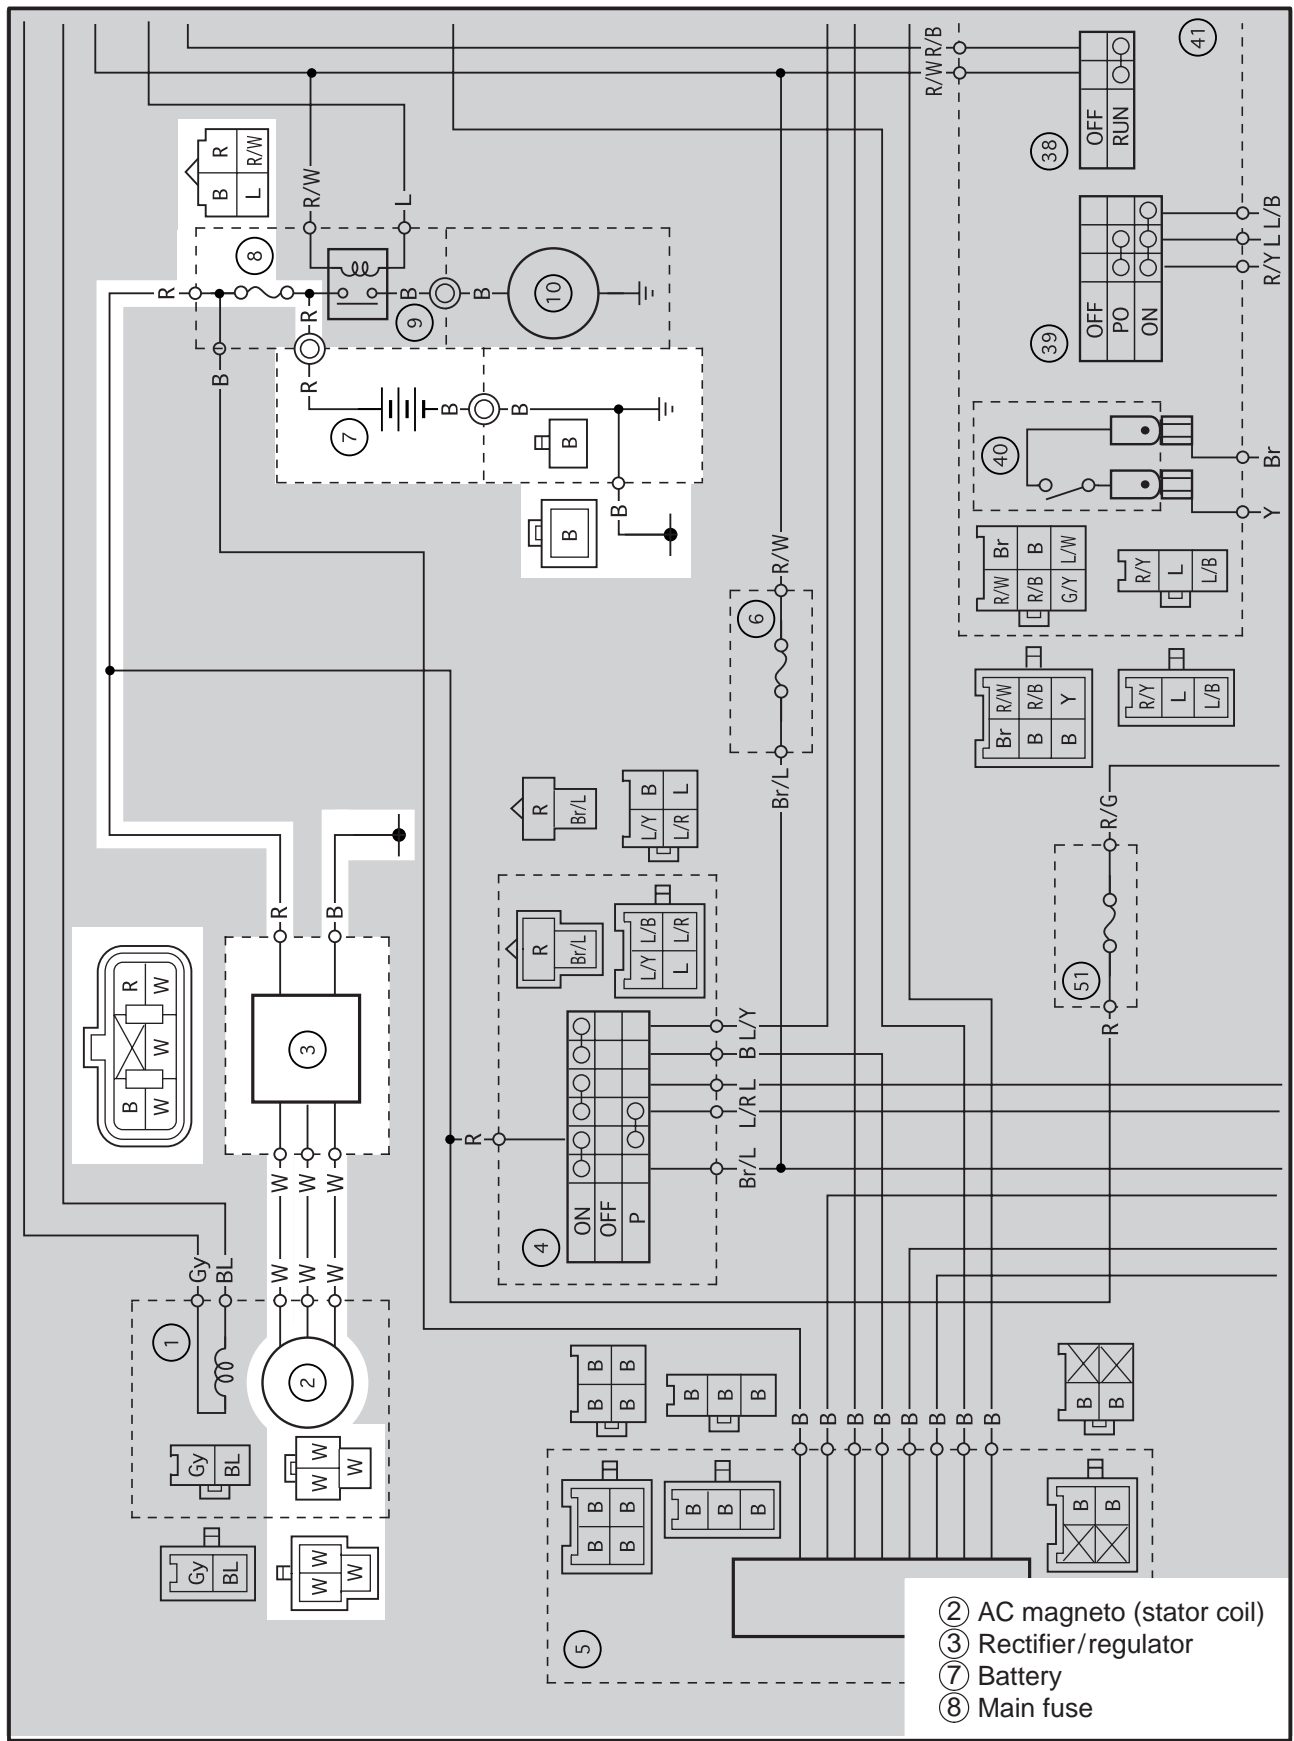 R/W R/B
41
OFF
RUN
38
B R
L R/W
R/W
L
8
R
R
B
B
9
10
OFF
PO
ON
39
R/Y L L/B
B
R
7
B
B
B
B
B
40
Br
Y
R/W
6
Br/L
R/W Br
R/B B
G/Y L/W
R/Y
L
L/B
Br R/W
B R/B
B Y
R/Y
L
L/B
R
Br/L
L/Y B
L/R L
R/G
51
R
R
B
B R
W W W
3
R
Br/L
L/Y L/B
L R/R
R
ON
OFF
P
4
Br/L
L/R L
B L/Y
W W W
W W W
Gy
BL
1
2
Gy
BL
W W
W
Gy
BL
W W
W
B B
B B
B B B
B B
B B B B B B B B
B B
B B
B B B
B B
5
2 AC magneto (stator coil)
3 Rectifier/regulator
7 Battery
8 Main fuse